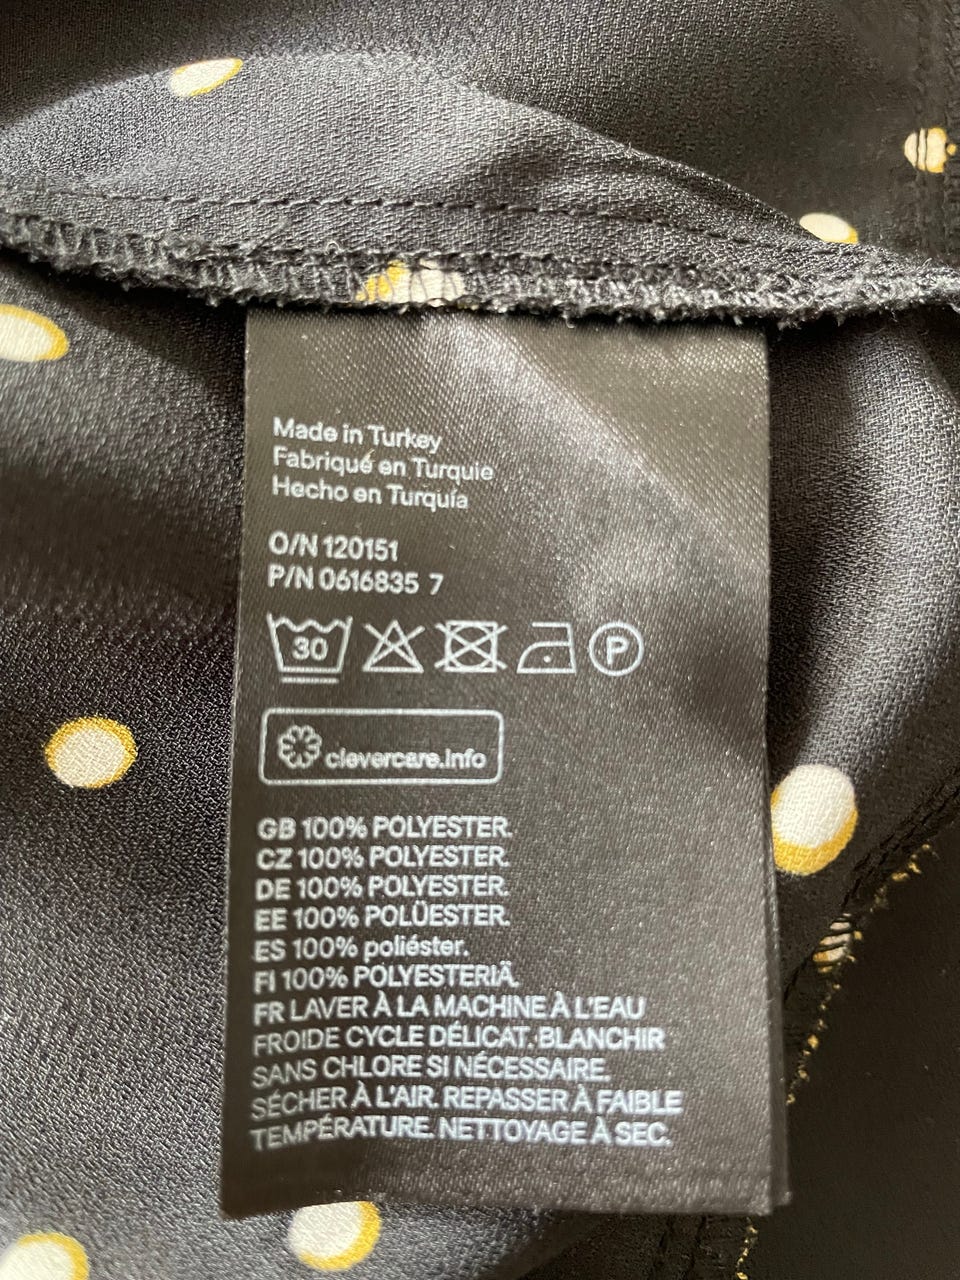 Made in Turkey
Fabriqué en Turquie
Hecho en Turquía
O/N 120151
P/N 0616835 7
30 P
clevercare.info
GB 100% POLYESTER.
CZ 100% POLYESTER.
DE 100% POLYESTER.
EE 100% POLÜESTER.
ES 100% poliéster.
FI 100% POLYESTERIÄ.
FR LAVER À LA MACHINE À L'EAU
FROIDE CYCLE DÉLICAT. BLANCHIR
SANS CHLORE SI NÉCESSAIRE.
SÉCHER À L'AIR. REPASSER À FAIBLE
TEMPÉRATURE. NETTOYAGE À SEC.